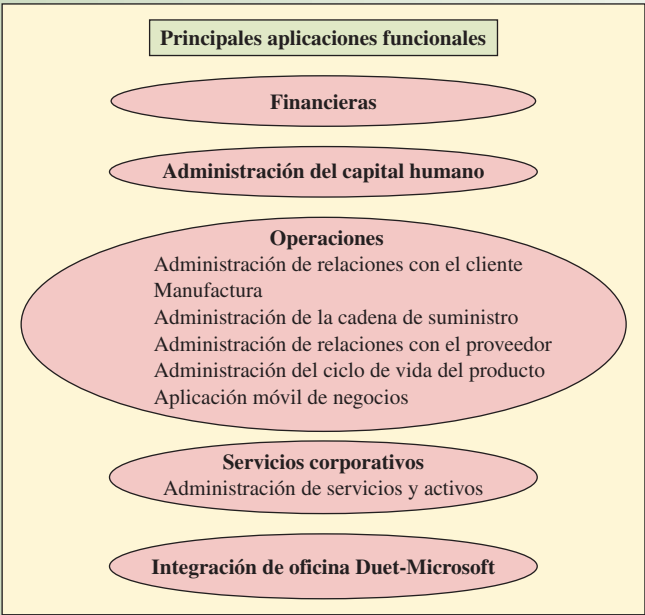 Principales aplicaciones funcionales
Financieras
Administración del capital humano
Operaciones
Administración de relaciones con el cliente
Manufactura
Administración de la cadena de suministro
Administración de relaciones con el proveedor
Administración del ciclo de vida del producto
Aplicación móvil de negocios
Servicios corporativos
Administración de servicios y activos
Integración de oficina Duet-Microsoft